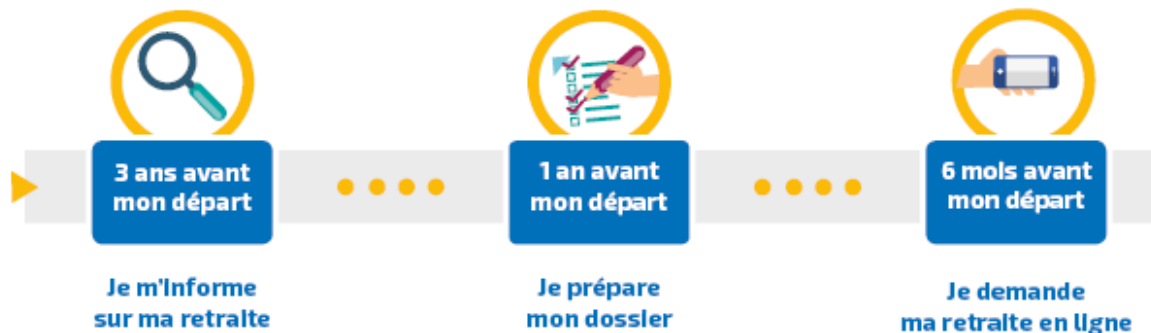 3 ans avant
mon départ
1 an avant
mon départ
6 mois avant
mon départ
Je m'informe
sur ma retraite
Je prépare
mon dossier
Je demande
ma retraite en ligne